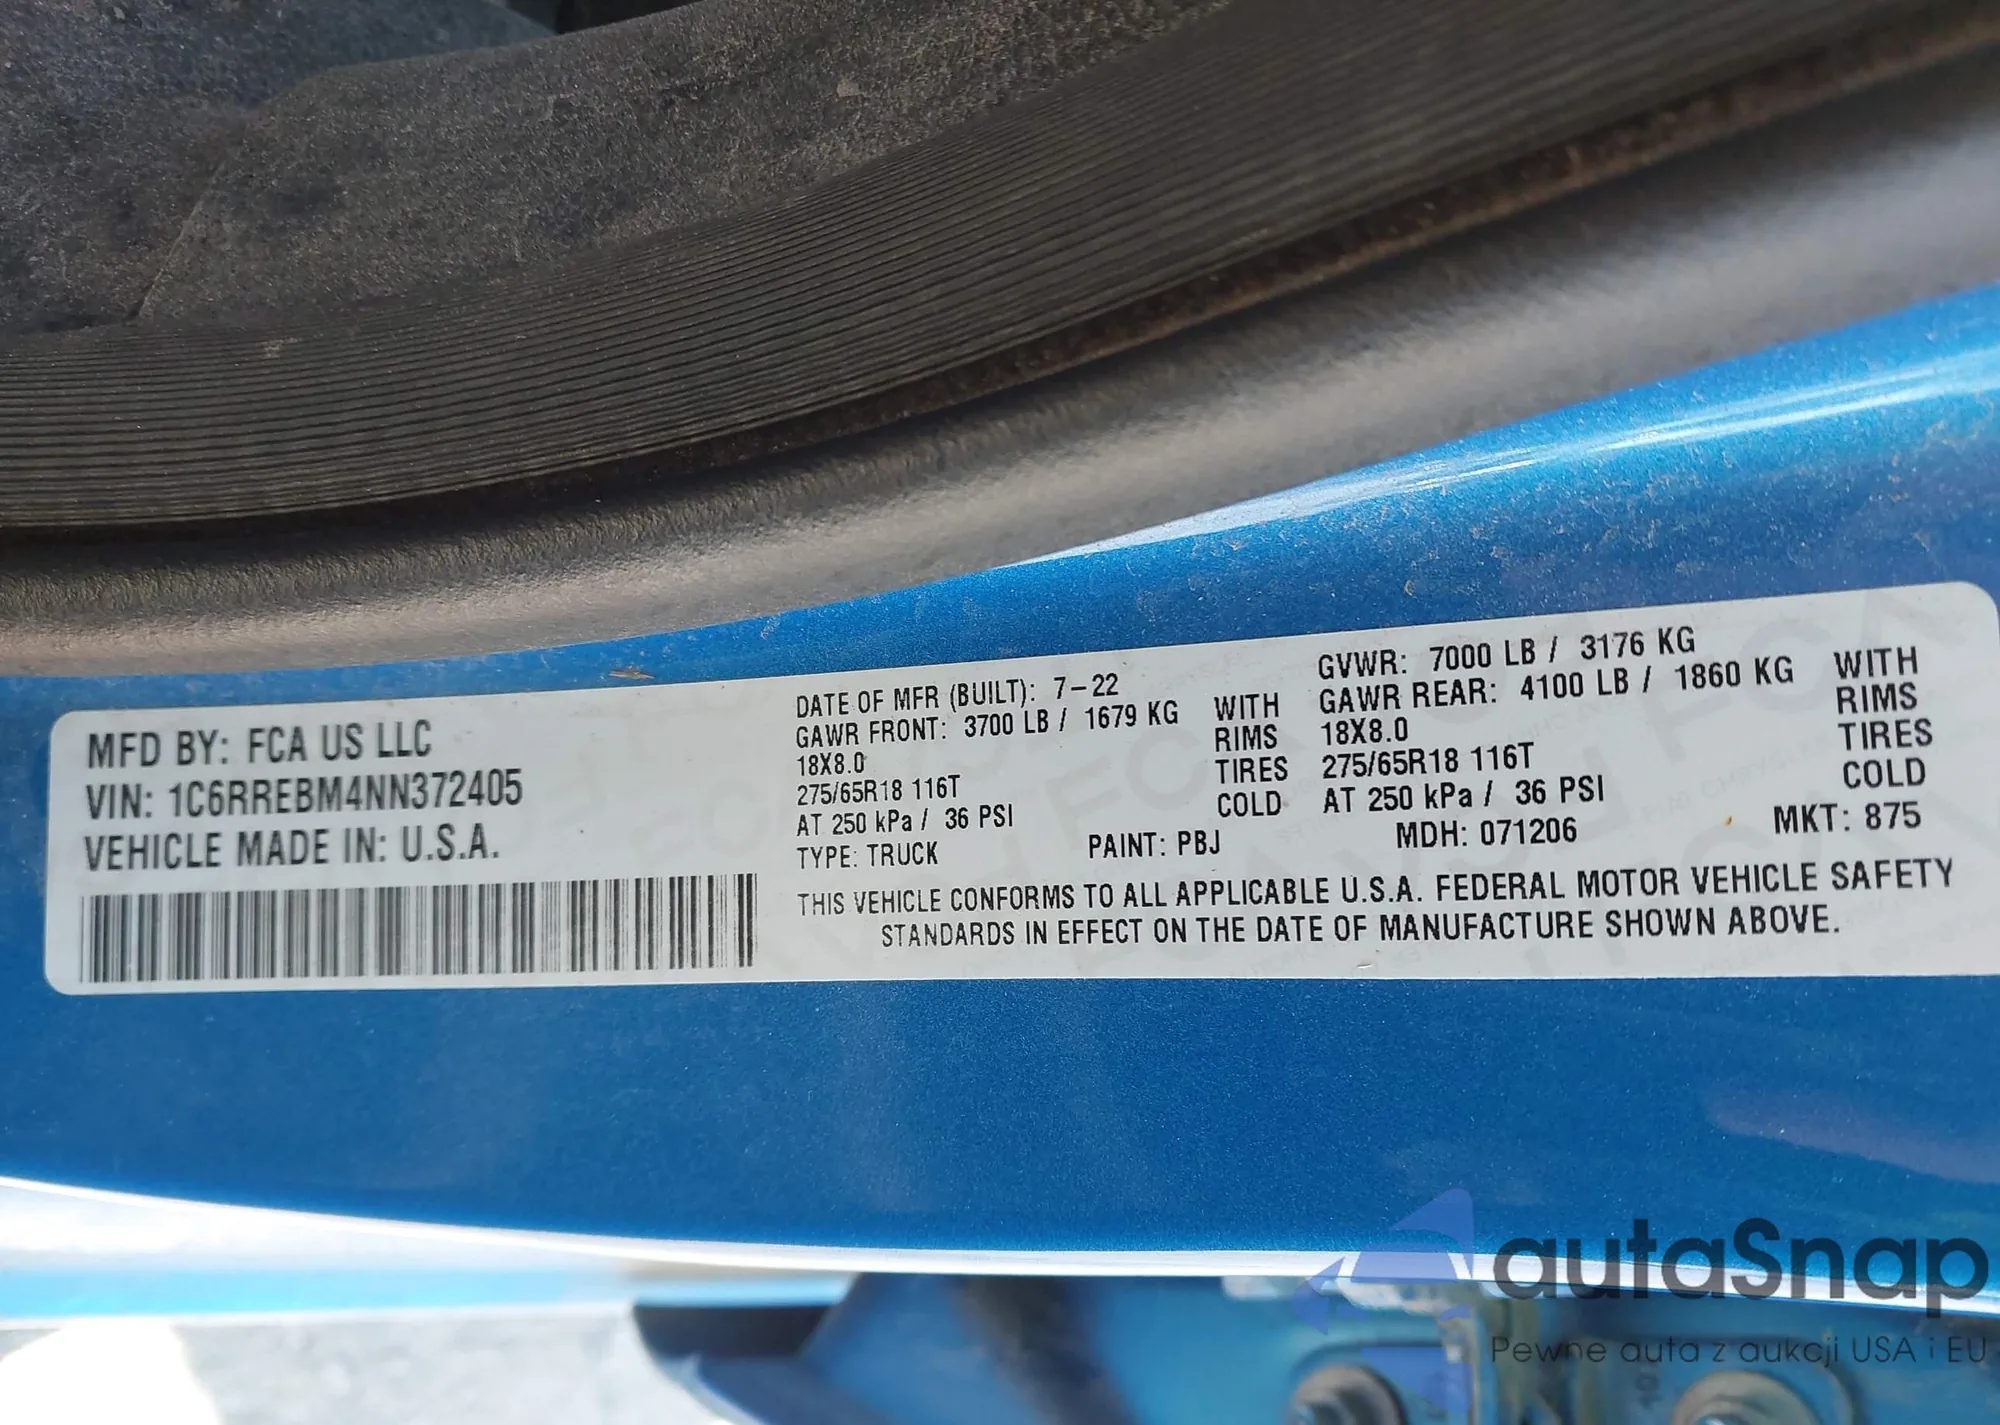 MFD BY: FCA US LLC
VIN: 1C6RREBM4NN372405
VEHICLE MADE IN: U.S.A.
DATE OF MFR (BUILT): 7-22
GAWR FRONT: 3700 LB / 1679 KG WITH
18X8.0 RIMS
275/65R18 116T TIRES
AT 250 kPa / 36 PSI COLD
GVWR: 7000 LB / 3176 KG
GAWR REAR: 4100 LB / 1860 KG WITH
18X8.0 RIMS
275/65R18 116T TIRES
AT 250 kPa / 36 PSI COLD
TYPE: TRUCK PAINT: PBJ MDH: 071206 MKT: 875
THIS VEHICLE CONFORMS TO ALL APPLICABLE U.S.A. FEDERAL MOTOR VEHICLE SAFETY
STANDARDS IN EFFECT ON THE DATE OF MANUFACTURE SHOWN ABOVE.
autaSnap
Pewne auta z aukcji USA i EU